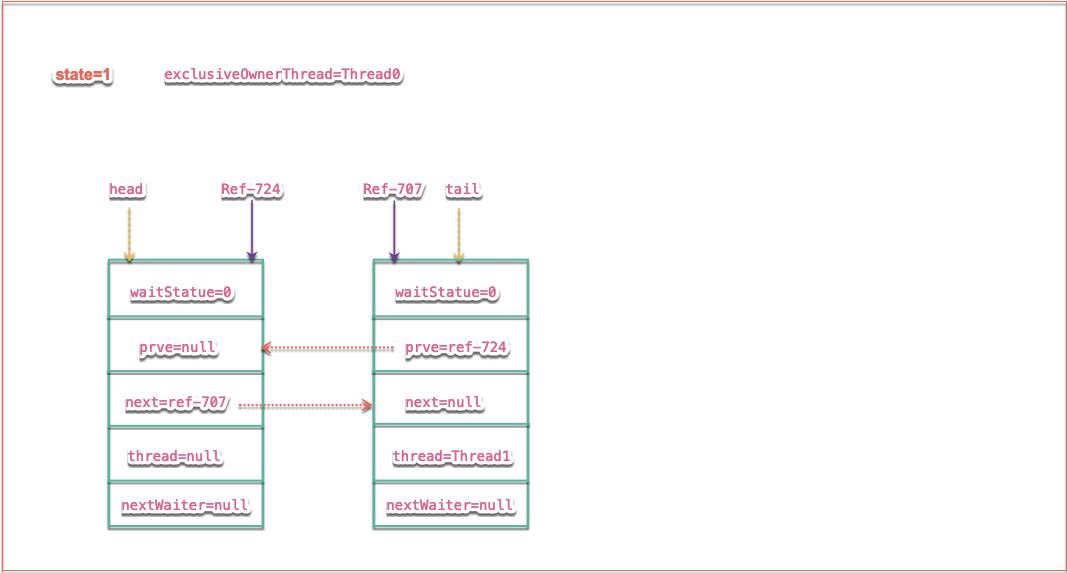 state=1 exclusiveOwnerThread=Thread0
head Ref-724 Ref-707 tail
waitStatue=0 waitStatue=0
prve=null prve=ref-724
next=ref-707 next=null
thread=null thread=Thread1
nextWaiter=null nextWaiter=null